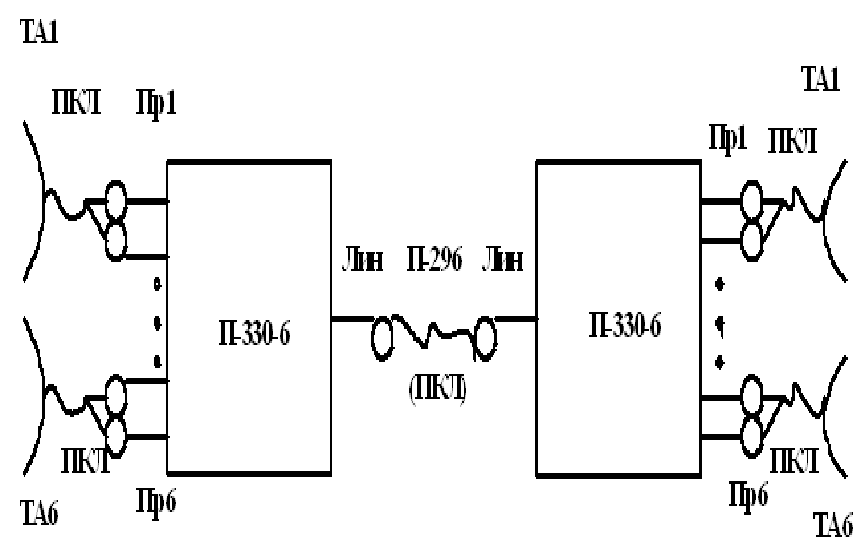 ТА1
ТА1
ПКЛ Пр1
Пр1 ПКЛ
Лин П-296 Лин
П-330-6
П-330-6
(ПКЛ)
ПКЛ
ПКЛ
Пр6
Пр6
ТА6
ТА6